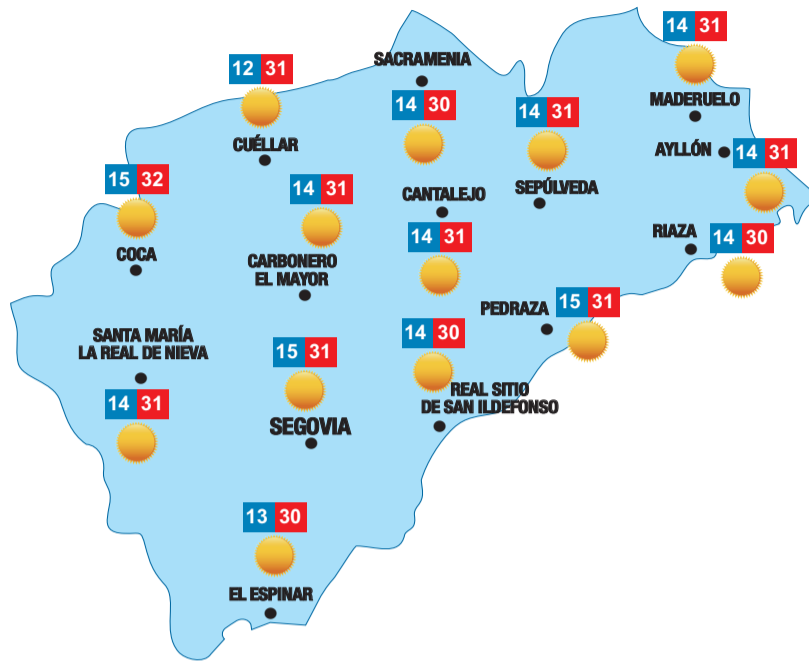 14 31
MADERUELO
SACRAMENIA
14 30
12 31
CUÉLLAR
14 31
SEPÚLVEDA
AYLLÓN
14 31
15 32
COCA
14 31
CARBONERO
EL MAYOR
CANTALEJO
14 31
RIAZA
14 30
PEDRAZA
15 31
SANTA MARÍA
LA REAL DE NIEVA
14 31
15 31
SEGOVIA
14 30
REAL SITIO
DE SAN ILDEFONSO
13 30
EL ESPINAR